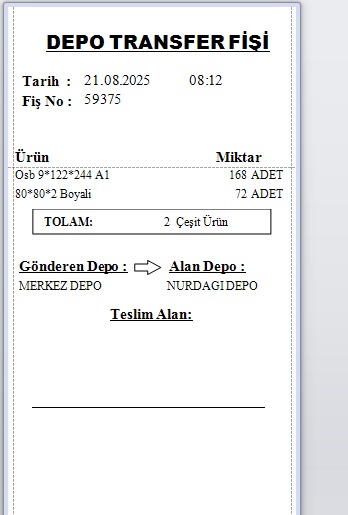 DEPO TRANSFER FİŞİ
Tarih : 21.08.2025 08:12
Fiş No : 59375
Ürün Miktar
Osb 9*122*244 A1 168 ADET
80*80*2 Boyali 72 ADET
TOLAM: 2 Çeşit Ürün
Gönderen Depo : Alan Depo :
MERKEZ DEPO NURDAGI DEPO
Teslim Alan: